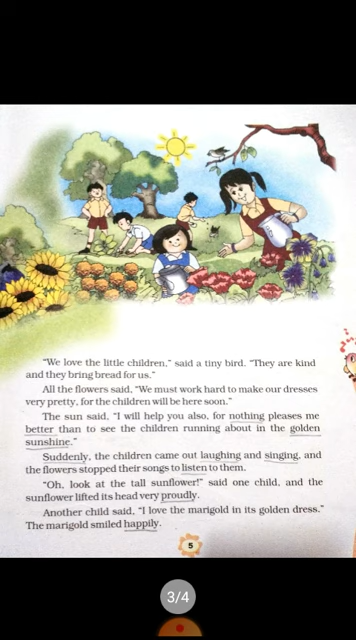 "We love the little children," said a tiny bird. "They are kind
and they bring bread for us."
All the flowers said, "We must work hard to make our dresses
very pretty, for the children will be here soon."
The sun said, "I will help you also, for nothing pleases me
better than to see the children running about in the golden
sunshine."
Suddenly, the children came out laughing and singing, and
the flowers stopped their songs to listen to them.
"Oh, look at the tall sunflower!" said one child, and the
sunflower lifted its head very proudly.
Another child said, "I love the marigold in its golden dress."
The marigold smiled happily.
5
3/4